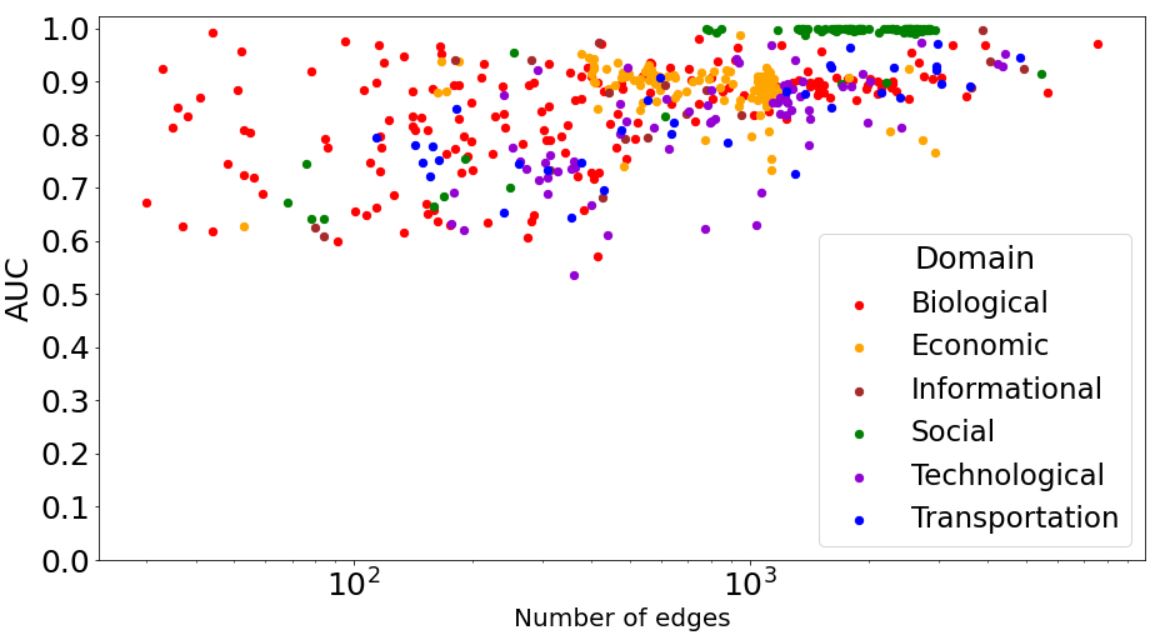 1.0
0.9
0.8
0.7
0.6
0.5
0.4
0.3
0.2
0.1
0.0
AUC
10²
10³
Number of edges
Domain
Biological
Economic
Informational
Social
Technological
Transportation